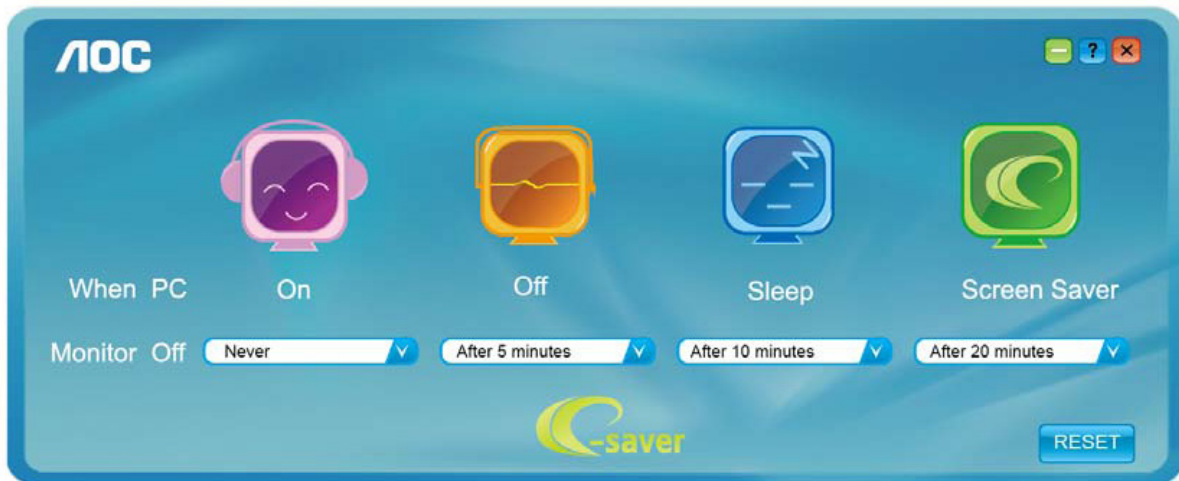 AOC
?
When PC On Off Sleep Screen Saver
Monitor Off Never After 5 minutes After 10 minutes After 20 minutes
e-saver
RESET